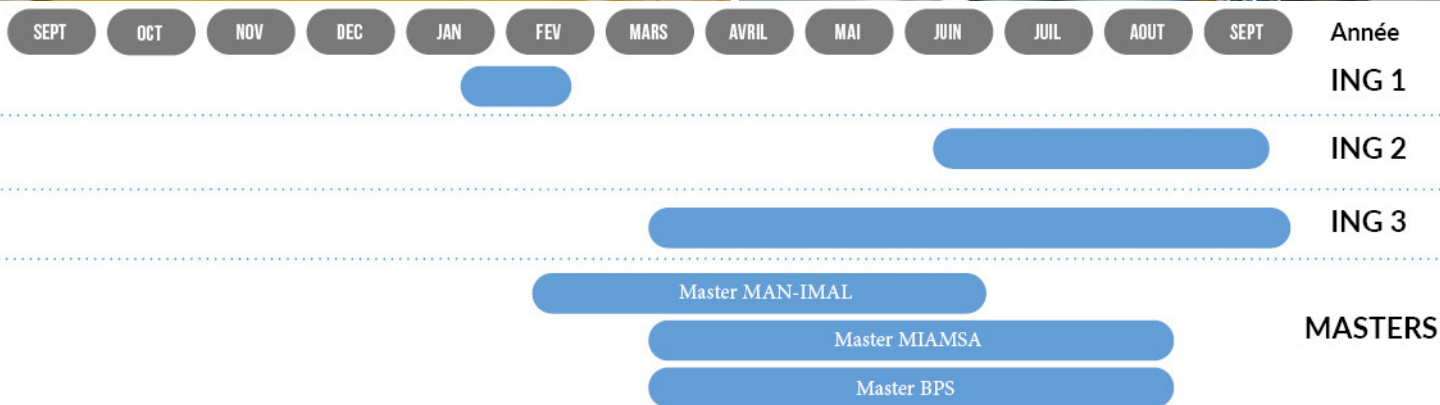 SEPT OCT NOV DEC JAN FEV MARS AVRIL MAI JUIN JUIL AOUT SEPT Année
ING 1
ING 2
ING 3
Master MAN-IMAL
Master MIAMSA
MASTERS
Master BPS